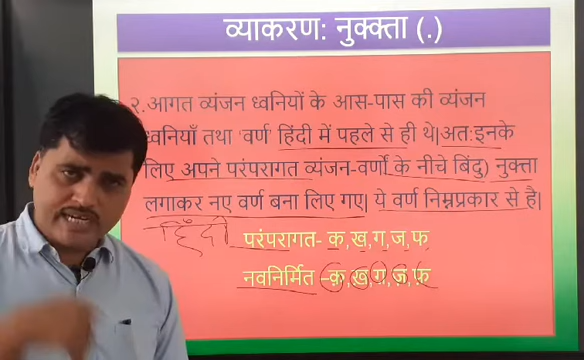 व्याकरण: नुक्क्ता (.)
२.आगत व्यंजन ध्वनियों के आस-पास की व्यंजन
ध्वनियाँ तथा 'वर्ण' हिंदी में पहले से ही थे।अत:इनके
लिए अपने परंपरागत व्यंजन-वर्णों के नीचे बिंदु) नुक्ता
लगाकर नए वर्ण बना लिए गए। ये वर्ण निम्नप्रकार से है।
हिंदी
परंपरागत- क,ख,ग,ज,फ
नवनिर्मित –क़,ख़,ग़,ज़,फ़